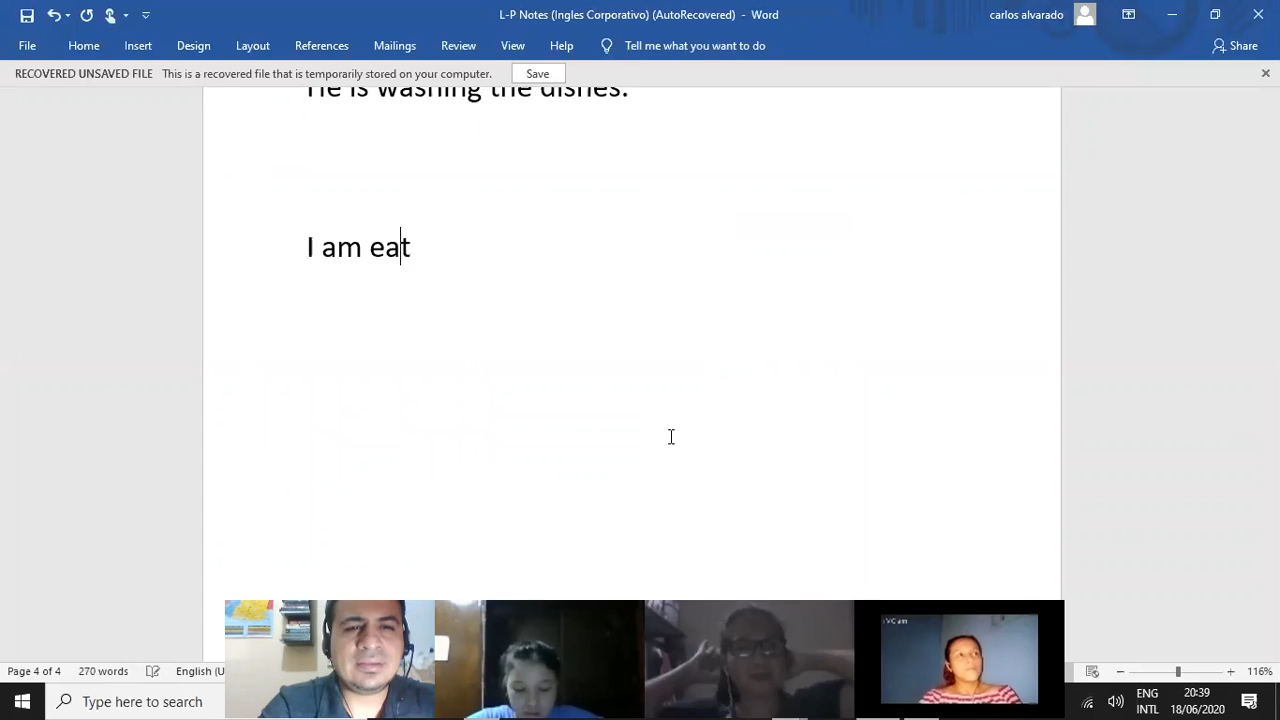 L-P Notes (Ingles Corporativo) (AutoRecovered) - Word
carlos alvarado
File Home Insert Design Layout References Mailings Review View Help Tell me what you want to do Share
RECOVERED UNSAVED FILE This is a recovered file that is temporarily stored on your computer. Save
He is washing the dishes.
I am eat
Page 4 of 4 270 words English (U 116%
Type here to search ENG 20:39
INTL 18/06/2020